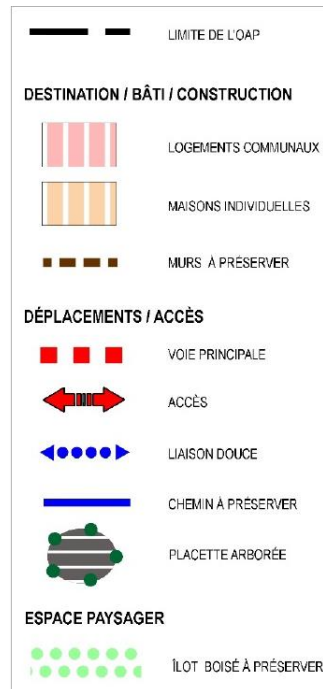 LIMITE DE L'OAP
DESTINATION / BÂTI / CONSTRUCTION
LOGEMENTS COMMUNAUX
MAISONS INDIVIDUELLES
MURS À PRÉSERVER
DÉPLACEMENTS / ACCÈS
VOIE PRINCIPALE
ACCÈS
LIAISON DOUCE
CHEMIN À PRÉSERVER
PLAÇETTE ARBORÉE
ESPACE PAYSAGER
ÎLOT BOISÉ À PRÉSERVER